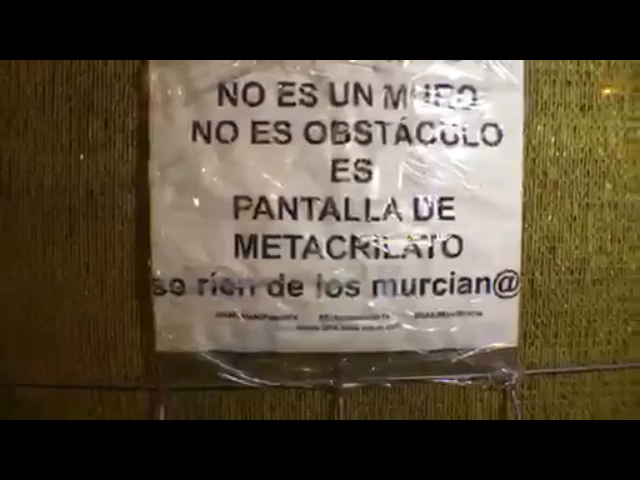 NO ES UN MURO
NO ES OBSTÁCULO
ES
PANTALLA DE
METACRILATO
se ríen de los murcian@